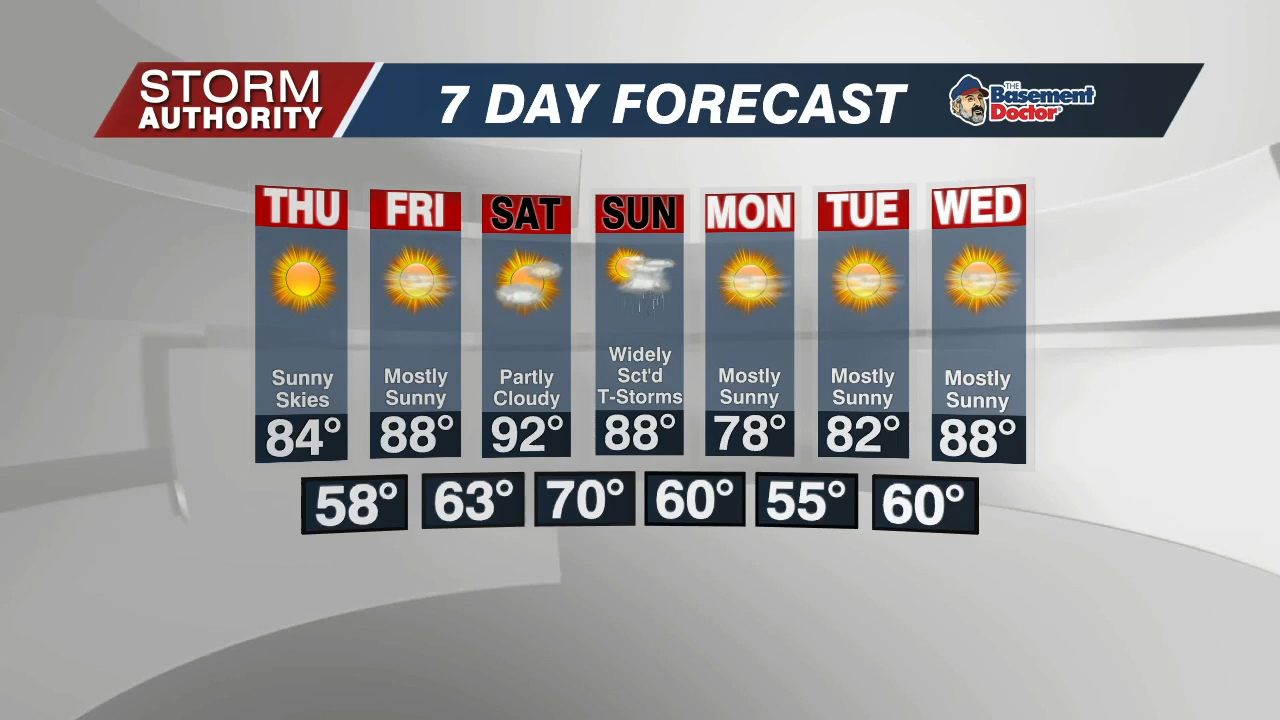 STORM
AUTHORITY
7 DAY FORECAST
THE
Basement
Doctor
THU FRI SAT SUN MON TUE WED
Sunny
Skies
Mostly
Sunny
Partly
Cloudy
Widely
Sct'd
T-Storms
Mostly
Sunny
Mostly
Sunny
Mostly
Sunny
84° 88° 92° 88° 78° 82° 88°
58° 63° 70° 60° 55° 60°